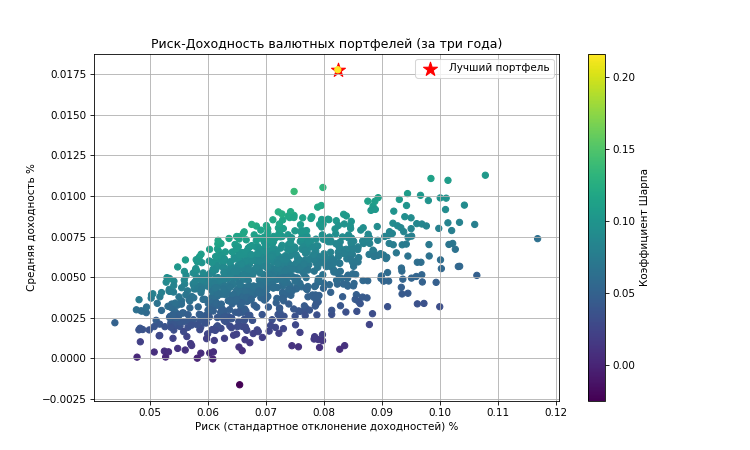 Риск-Доходность валютных портфелей (за три года)
Лучший портфель
Средняя доходность %
0.0175
0.0150
0.0125
0.0100
0.0075
0.0050
0.0025
0.0000
−0.0025
0.05 0.06 0.07 0.08 0.09 0.10 0.11 0.12
Риск (стандартное отклонение доходностей) %
0.20
0.15
0.10
0.05
0.00
Коэффициент Шарпа